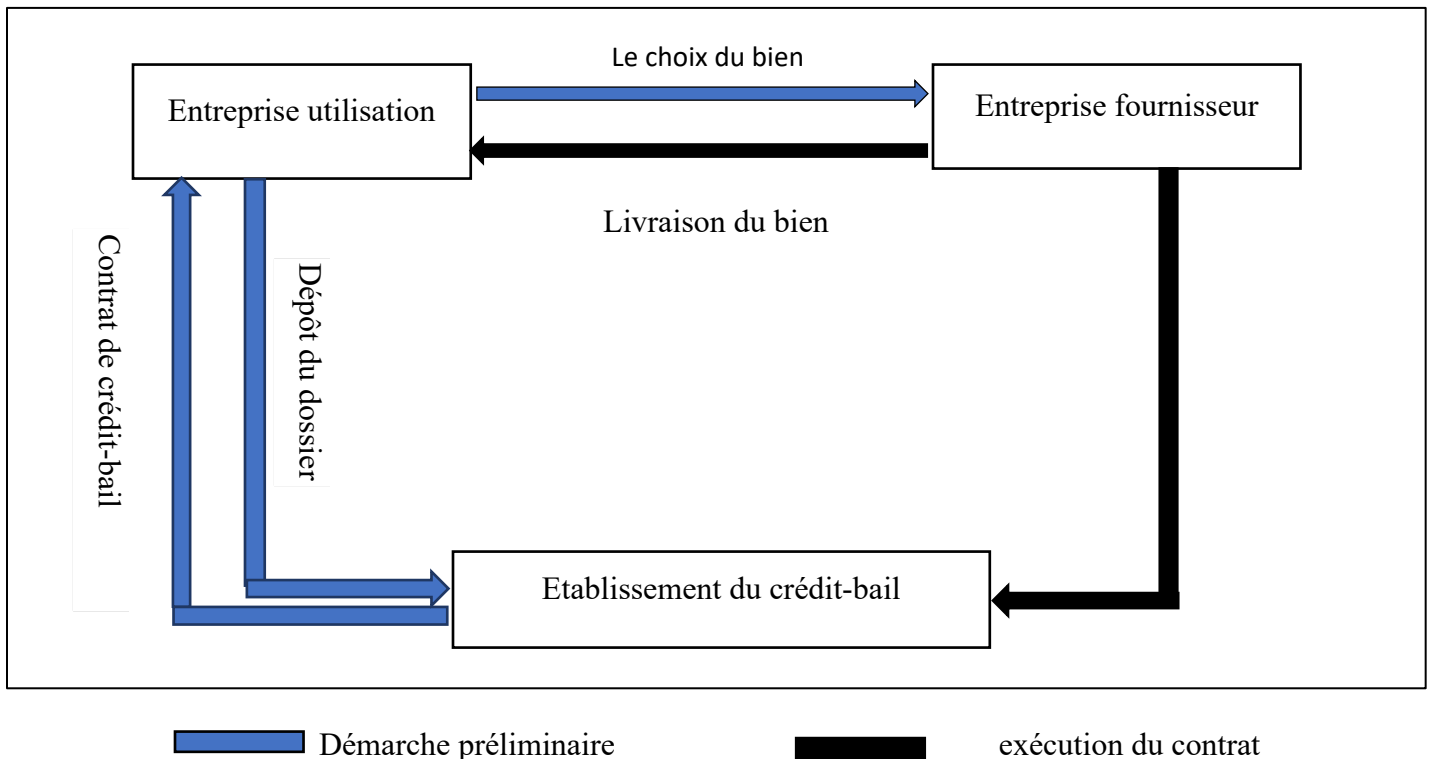 Le choix du bien
Entreprise utilisation
Entreprise fournisseur
Livraison du bien
Contrat de crédit-bail
Dépôt du dossier
Etablissement du crédit-bail
Démarche préliminaire
exécution du contrat